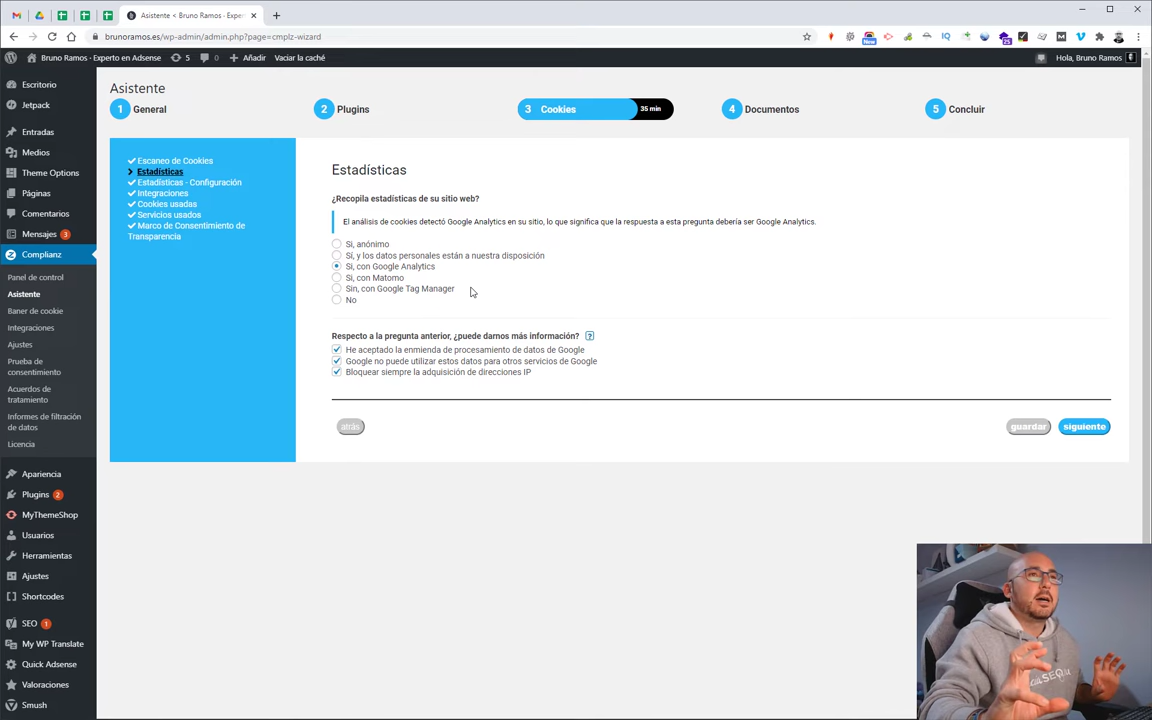 Asistente < Bruno Ramos - Exper
brunoramos.es/wp-admin/admin.php?page=cmplz-wizard
New
IQ
25
M
Bruno Ramos · Experto en Adsense
5
0
Añadir
Vaciar la caché
Hola, Bruno Ramos
Escritorio
Jetpack
Entradas
Medios
Theme Options
Páginas
Comentarios
Mensajes 3
Complianz
Panel de control
Asistente
Baner de cookie
Integraciones
Ajustes
Prueba de
consentimiento
Acuerdos de
tratamiento
Informes de filtración
de datos
Licencia
Apariencia
Plugins 2
MyThemeShop
Usuarios
Herramientas
Ajustes
Shortcodes
SEO 1
My WP Translate
Quick Adsense
Valoraciones
Smush
Asistente
1 General
2 Plugins
3 Cookies 35 min
4 Documentos
5 Concluir
Escaneo de Cookies
Estadísticas
Estadísticas - Configuración
Integraciones
Cookies usadas
Servicios usados
Marco de Consentimiento de
Transparencia
Estadísticas
¿Recopila estadísticas de su sitio web?
El análisis de cookies detectó Google Analytics en su sitio, lo que significa que la respuesta a esta pregunta debería ser Google Analytics.
Si, anónimo
Sí, y los datos personales están a nuestra disposición
Si, con Google Analytics
Si, con Matomo
Sin, con Google Tag Manager
No
Respecto a la pregunta anterior, ¿puede darnos más información? ?
He aceptado la enmienda de procesamiento de datos de Google
Google no puede utilizar estos datos para otros servicios de Google
Bloquear siempre la adquisición de direcciones IP
atrás
guardar
siguiente